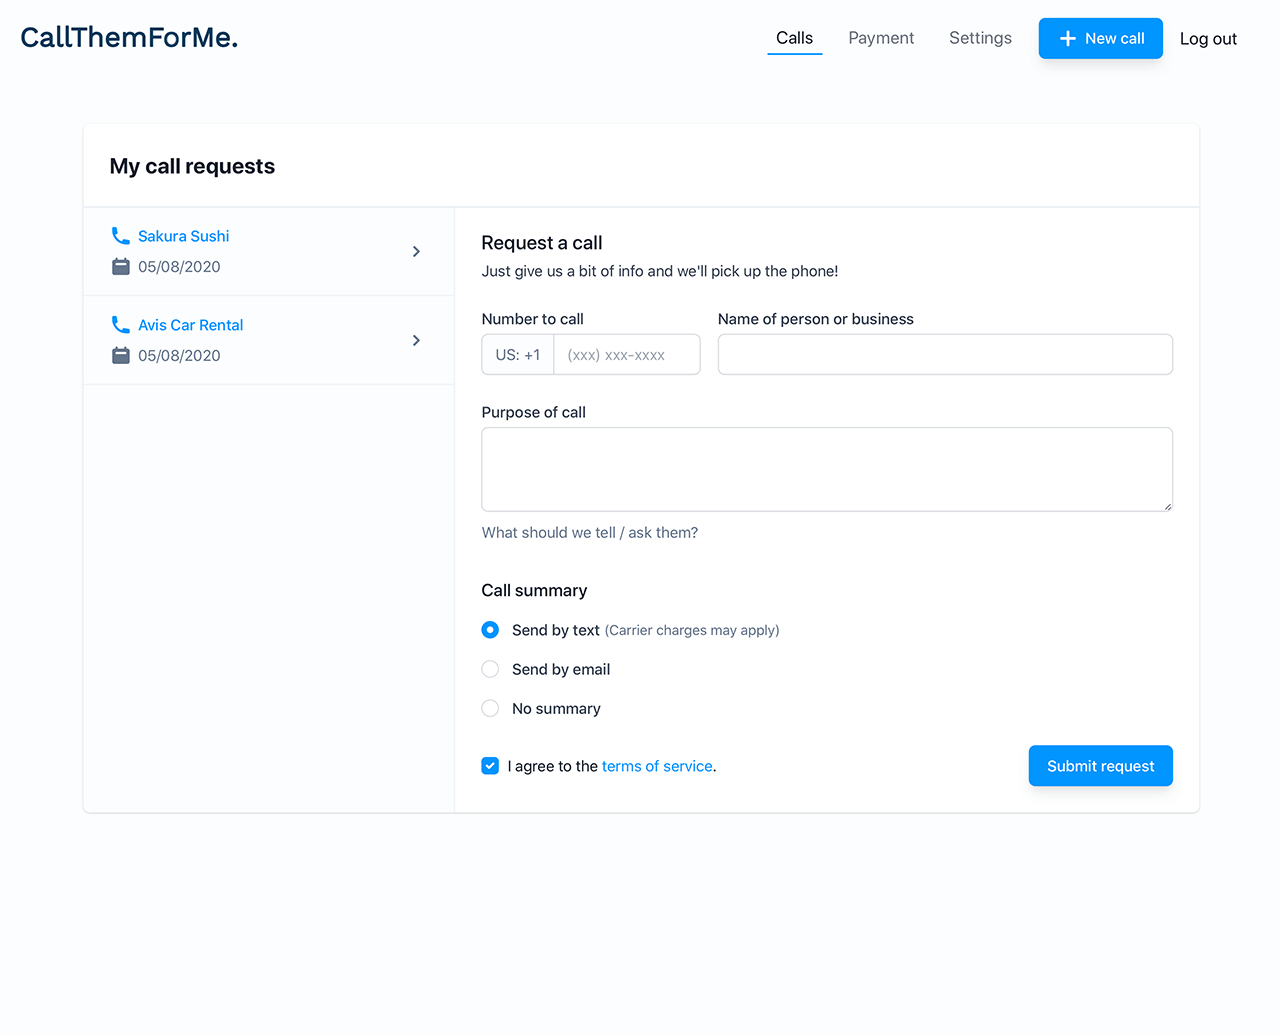 CallThemForMe.
Calls Payment Settings New call Log out
My call requests
Sakura Sushi
05/08/2020
Avis Car Rental
05/08/2020
Request a call
Just give us a bit of info and we'll pick up the phone!
Number to call
US: +1 (xxx) xxx-xxxx
Name of person or business
Purpose of call
What should we tell / ask them?
Call summary
Send by text (Carrier charges may apply)
Send by email
No summary
I agree to the terms of service.
Submit request